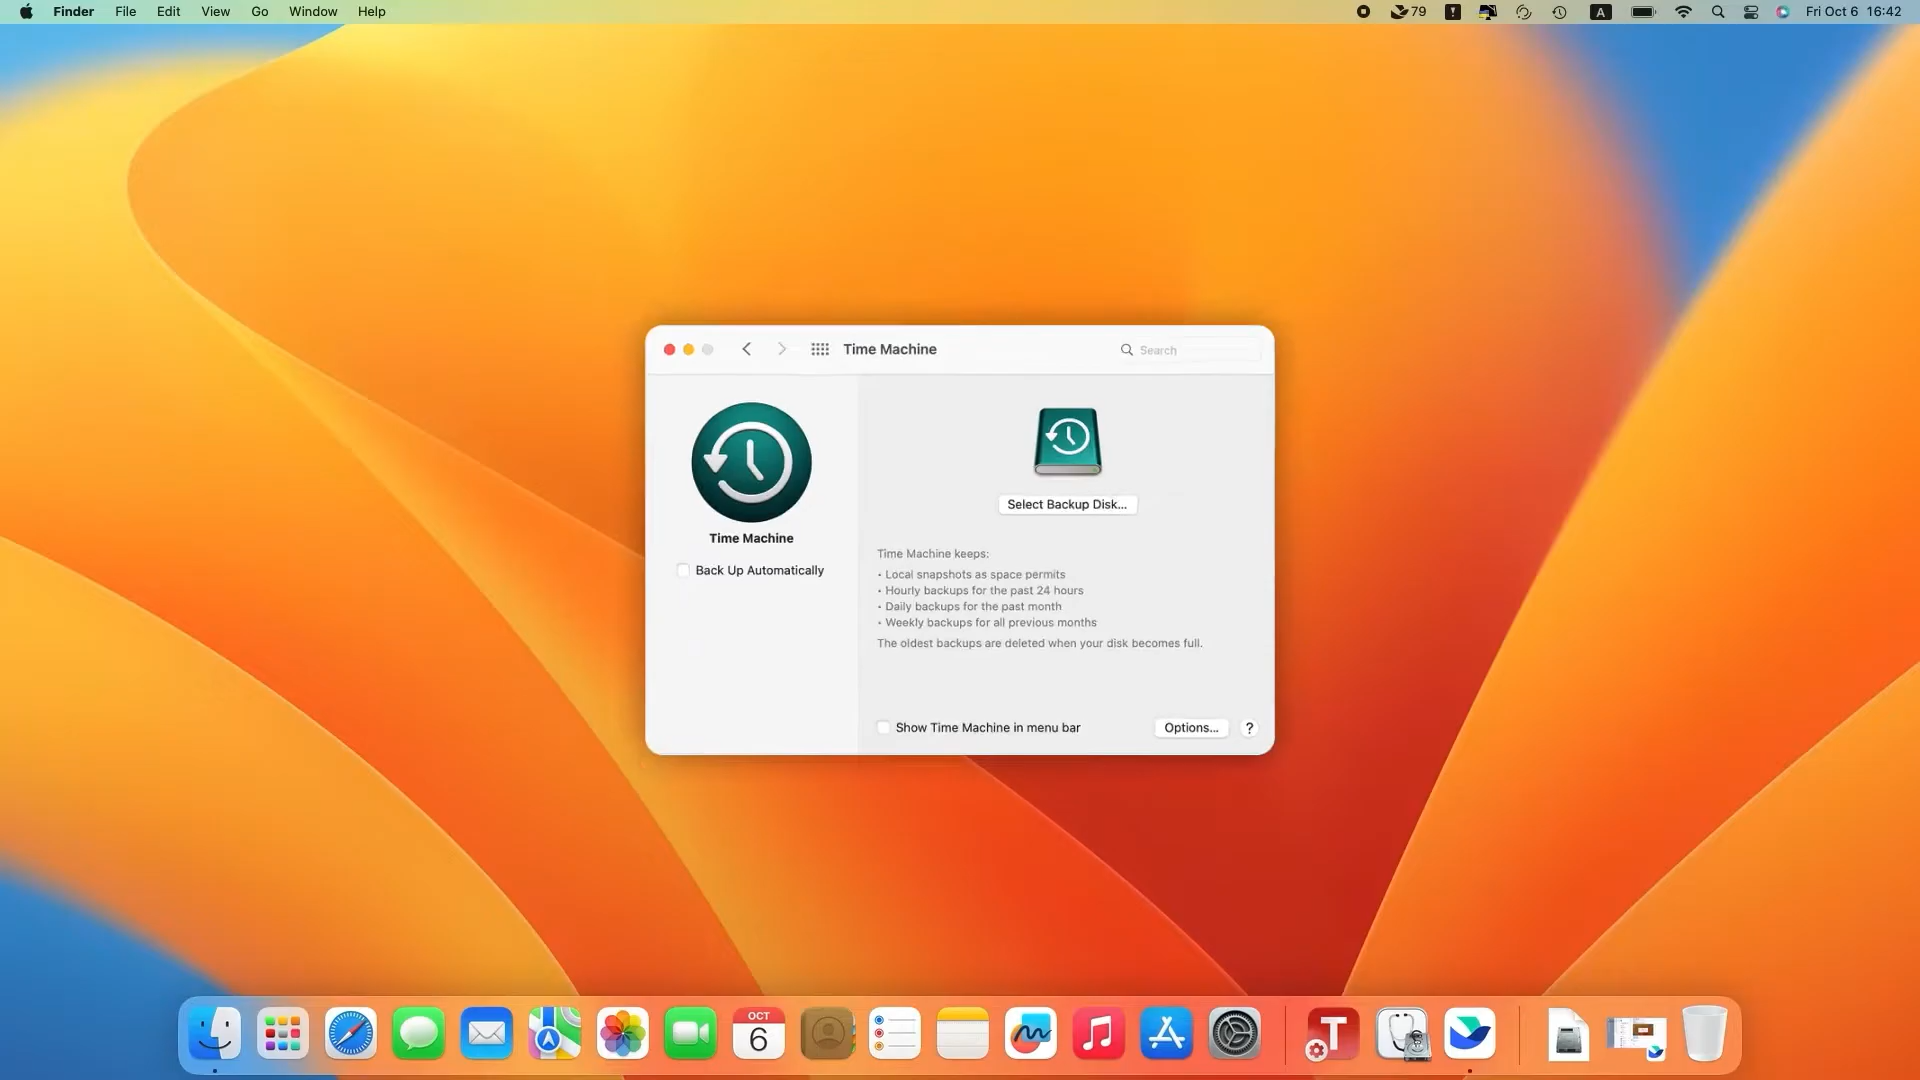 Finder File Edit View Go Window Help 79 A Fri Oct 6 16:42
Time Machine
Search
Select Backup Disk...
Time Machine
Back Up Automatically
Time Machine keeps:
• Local snapshots as space permits
• Hourly backups for the past 24 hours
• Daily backups for the past month
• Weekly backups for all previous months
The oldest backups are deleted when your disk becomes full.
Show Time Machine in menu bar
Options...
?
OCT
6
T